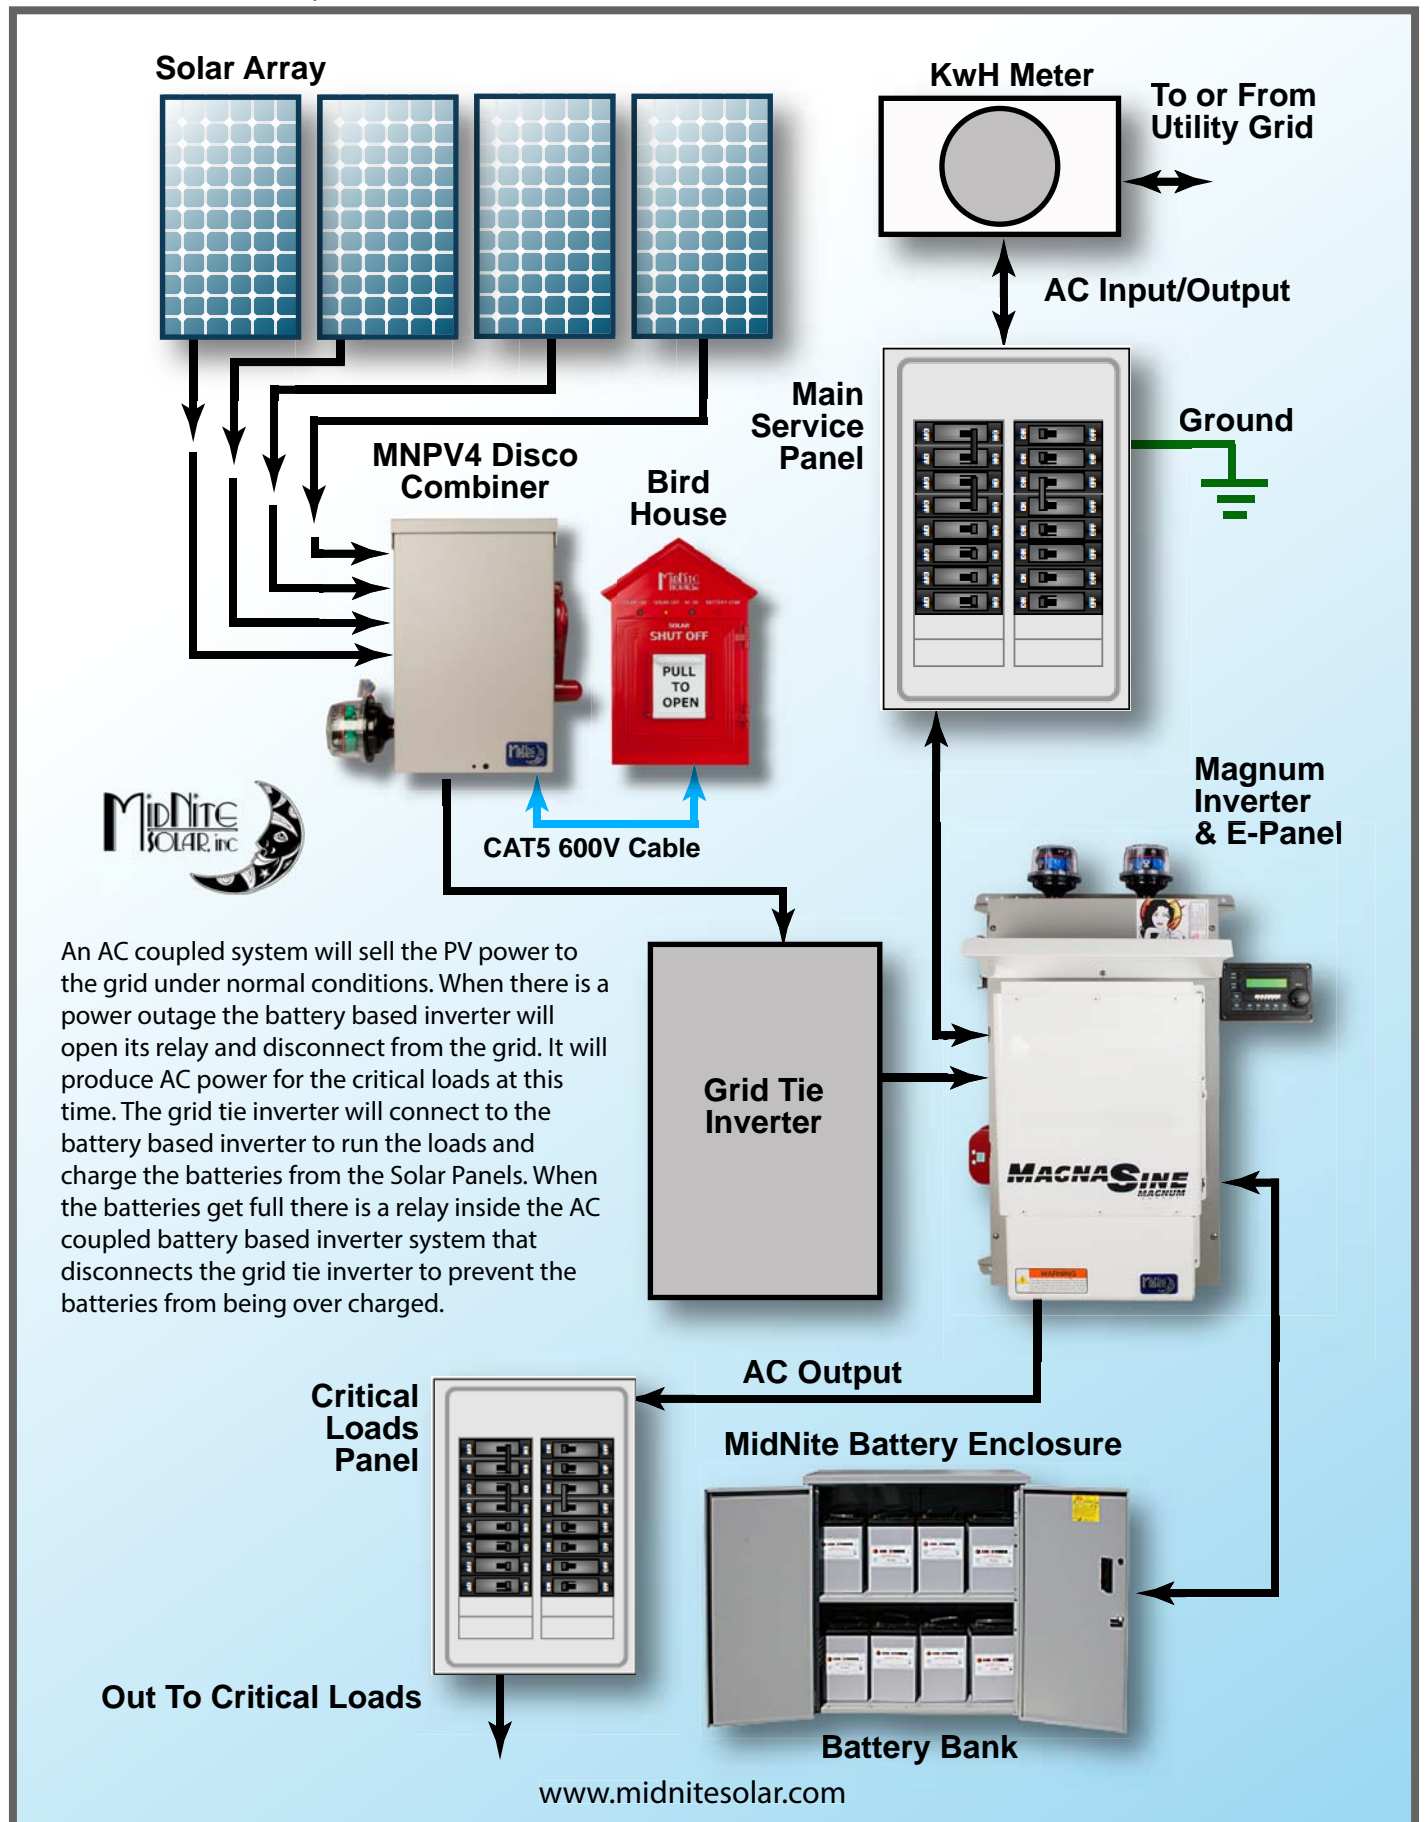 Solar Array
KwH Meter
To or From
Utility Grid
AC Input/Output
Main
Service
Panel
Ground
MNPV4 Disco
Combiner
Bird
House
MidNite
SOLAR
SHUT OFF
PULL
TO
OPEN
CAT5 600V Cable
MidNite
SOLAR, inc
Magnum
Inverter
& E-Panel
An AC coupled system will sell the PV power to
the grid under normal conditions. When there is a
power outage the battery based inverter will
open its relay and disconnect from the grid. It will
produce AC power for the critical loads at this
time. The grid tie inverter will connect to the
battery based inverter to run the loads and
charge the batteries from the Solar Panels. When
the batteries get full there is a relay inside the AC
coupled battery based inverter system that
disconnects the grid tie inverter to prevent the
batteries from being over charged.
Grid Tie
Inverter
MAGNASINE
MAGNUM
WARNING
AC Output
Critical
Loads
Panel
MidNite Battery Enclosure
Out To Critical Loads
Battery Bank
www.midnitesolar.com